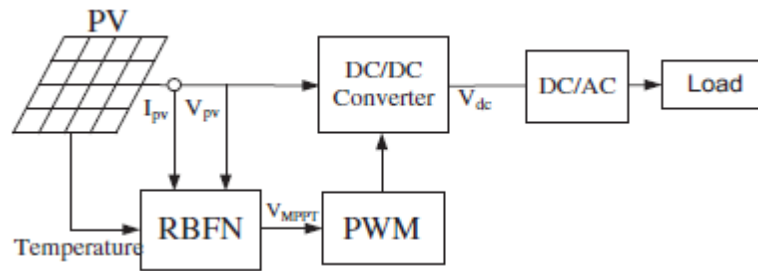 PV
DC/DC
Converter
DC/AC
Load
I_pv
V_pv
V_dc
RBFN
V_MPPT
PWM
Temperature